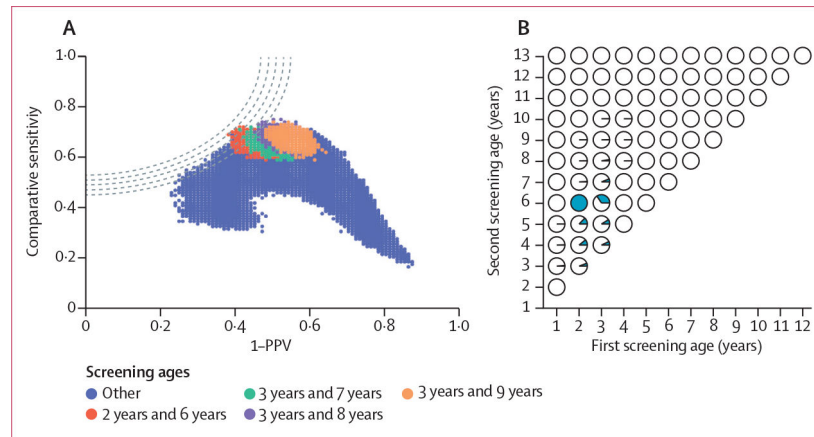 A
B
Comparative sensitiviy
1·0
0·8
0·6
0·4
0·2
0
0 0·2 0·4 0·6 0·8 1·0
1–PPV
Second screening age (years)
13
12
11
10
9
8
7
6
5
4
3
2
1
1 2 3 4 5 6 7 8 9 10 11 12
First screening age (years)
Screening ages
Other 3 years and 7 years 3 years and 9 years
2 years and 6 years 3 years and 8 years